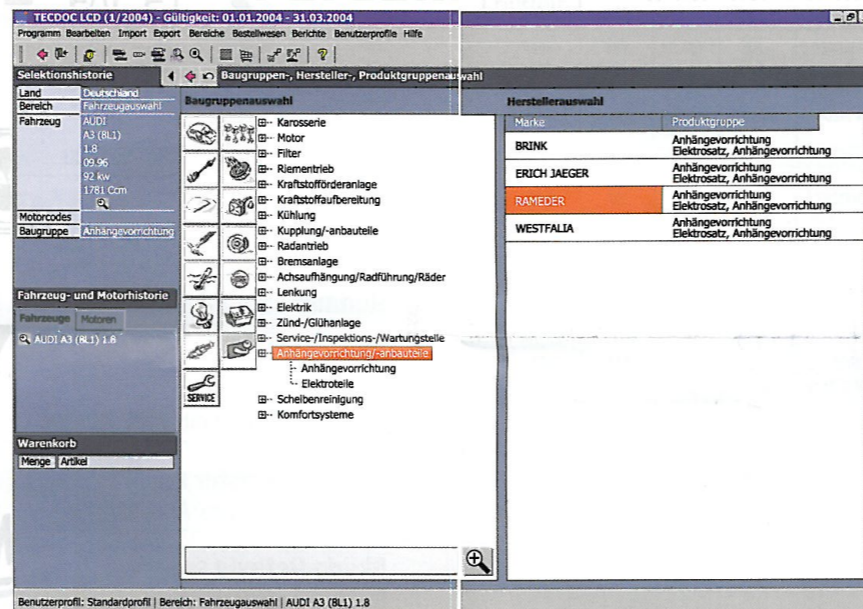 TECDOC LCD (1/2004) - Gültigkeit: 01.01.2004 - 31.03.2004
Programm Bearbeiten Import Export Bereiche Bestellwesen Berichte Benutzerprofile Hilfe
Selektionshistorie
Baugruppen-, Hersteller-, Produktgruppenauswahl
Land Deutschland
Bereich Fahrzeugauswahl
Fahrzeug AUDI
A3 (8L1)
1.8
09.96
92 kw
1781 Ccm
Motorcodes
Baugruppe Anhängevorrichtung
Fahrzeug- und Motorhistorie
Fahrzeuge Motoren
AUDI A3 (8L1) 1.8
Warenkorb
Menge Artikel
Baugruppenauswahl
Karosserie
Motor
Filter
Riementrieb
Kraftstofförderanlage
Kraftstoffaufbereitung
Kühlung
Kupplung/-anbauteile
Radantrieb
Bremsanlage
Achsaufhängung/Radführung/Räder
Lenkung
Elektrik
Zünd-/Glühanlage
Service-/Inspektions-/Wartungsteile
Anhängevorrichtung/-anbauteile
Anhängevorrichtung
Elektroteile
Scheibenreinigung
Komfortsysteme
SERVICE
Herstellerauswahl
Marke Produktgruppe
BRINK Anhängevorrichtung
Elektrosatz, Anhängevorrichtung
ERICH JAEGER Anhängevorrichtung
Elektrosatz, Anhängevorrichtung
RAMEDER Anhängevorrichtung
Elektrosatz, Anhängevorrichtung
WESTFALIA Anhängevorrichtung
Elektrosatz, Anhängevorrichtung
Benutzerprofil: Standardprofil | Bereich: Fahrzeugauswahl | AUDI A3 (8L1) 1.8